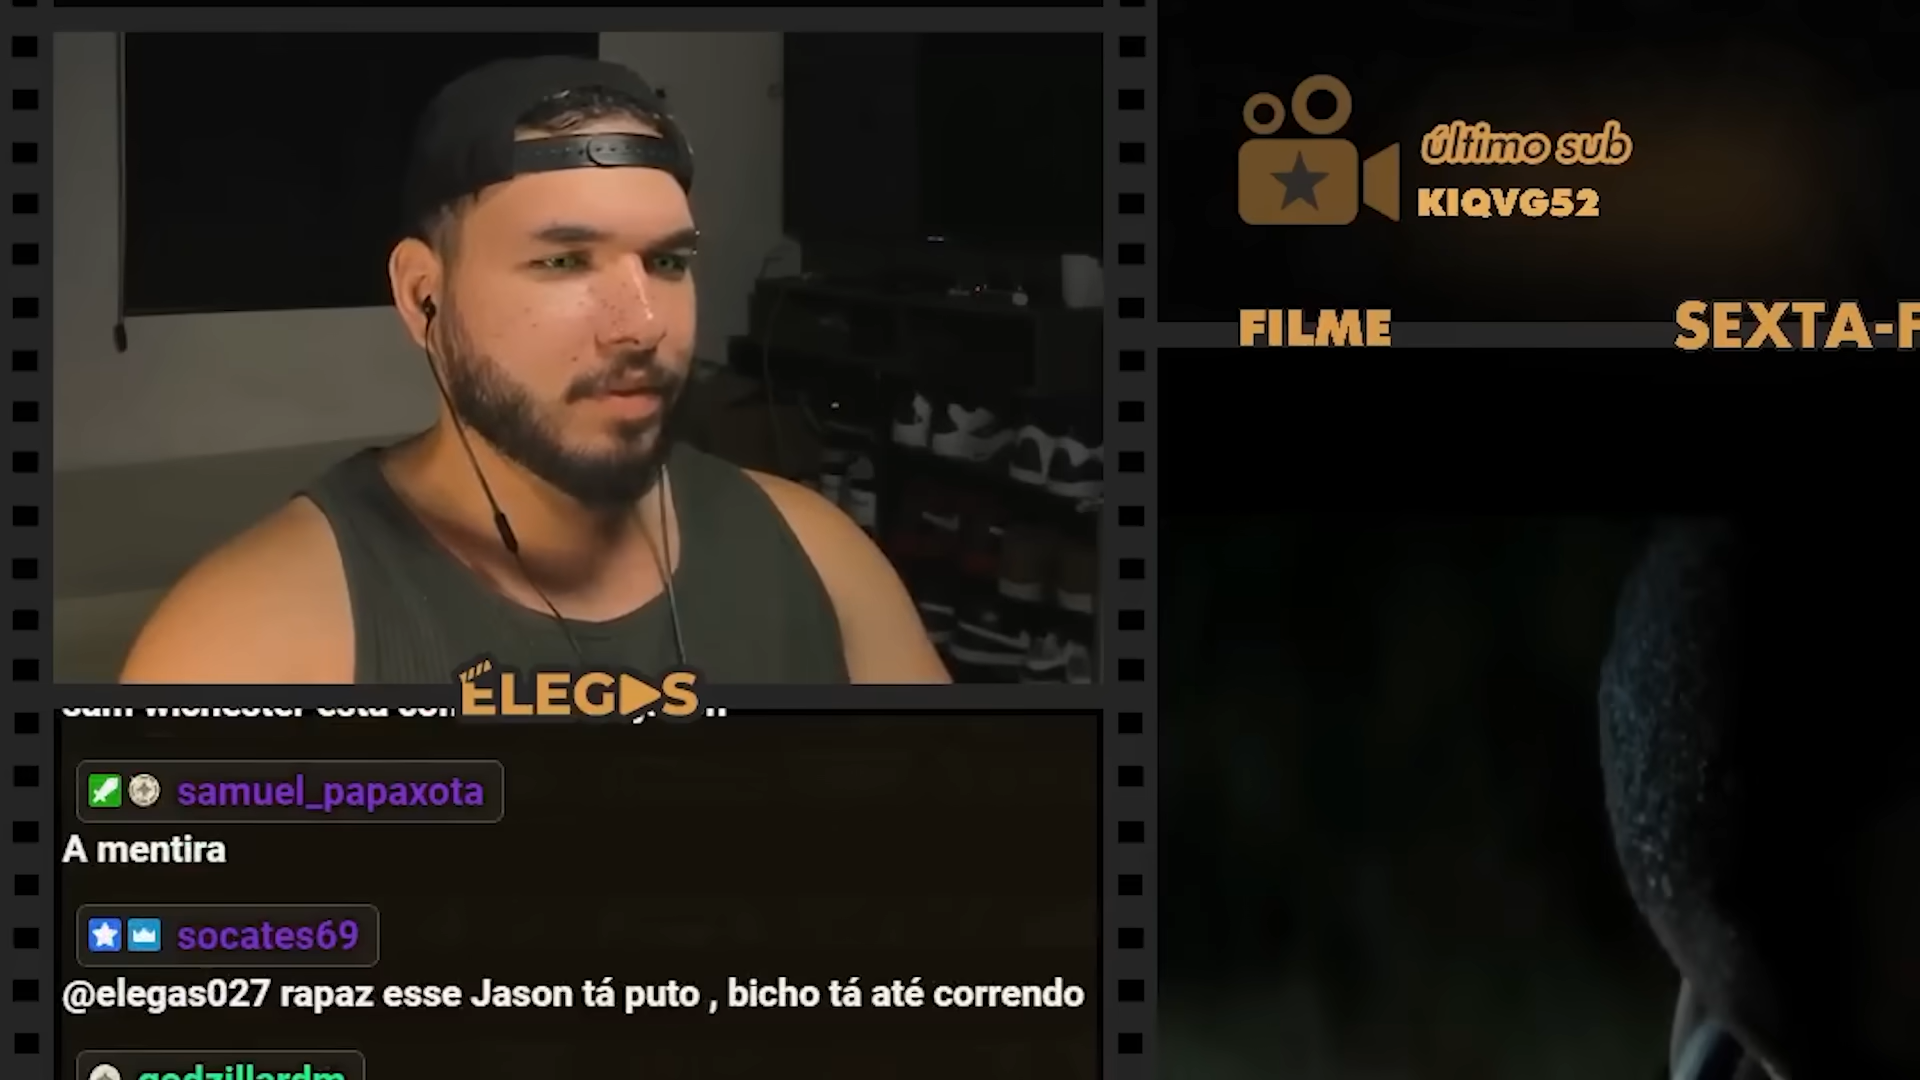 último sub
KIQVG52
FILME
SEXTA-F
ELEGAS
samuel_papaxota
A mentira
socates69
@elegas027 rapaz esse Jason tá puto , bicho tá até correndo
godzillardm